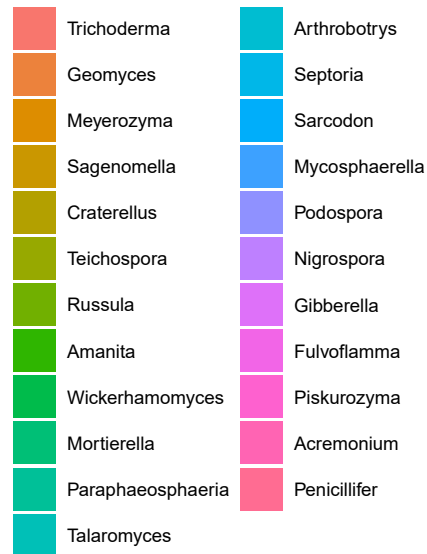 Trichoderma
Geomyces
Meyerozyma
Sagenomella
Craterellus
Teichospora
Russula
Amanita
Wickerhamomyces
Mortierella
Paraphaeosphaeria
Talaromyces
Arthrobotrys
Septoria
Sarcodon
Mycosphaerella
Podospora
Nigrospora
Gibberella
Fulvoflamma
Piskurozyma
Acremonium
Penicillifer